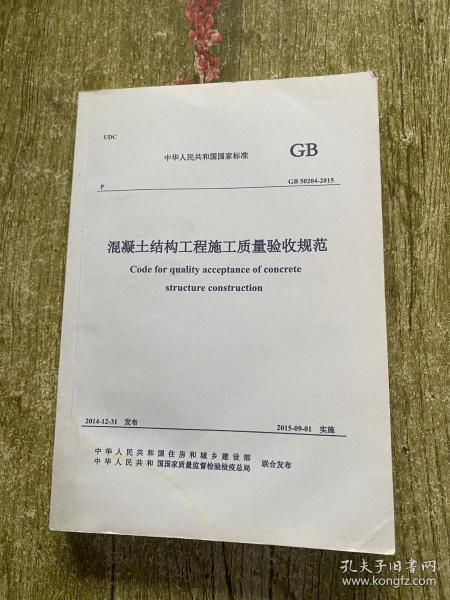 UDC
中华人民共和国国家标准
GB
P
GB 50204-2015
混凝土结构工程施工质量验收规范
Code for quality acceptance of concrete
structure construction
2014-12-31 发布
2015-09-01 实施
中华人民共和国住房和城乡建设部
中华人民共和国国家质量监督检验检疫总局
联合发布
孔夫子旧书网
www.kongfz.com